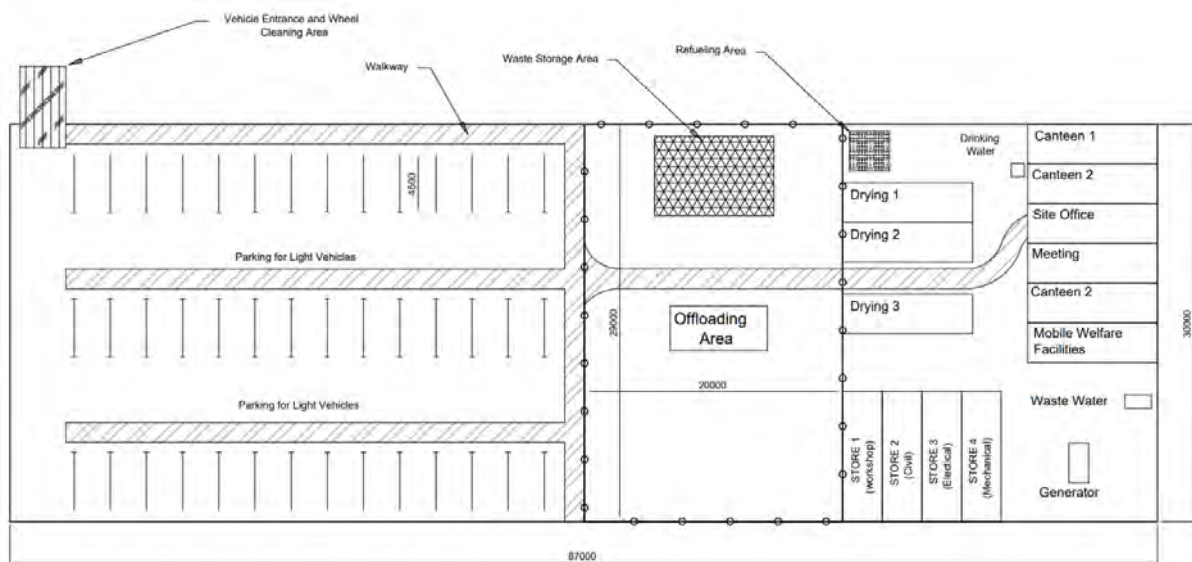 Vehicle Entrance and Wheel
Cleaning Area
Walkway
Waste Storage Area
Refueling Area
Drinking
Water
Canteen 1
Canteen 2
Site Office
Meeting
Canteen 2
Mobile Welfare
Facilities
Drying 1
Drying 2
Drying 3
4500
Parking for Light Vehicles
Parking for Light Vehicles
Offloading
Area
29000
20000
30000
STORE 1
(workshop)
STORE 2
(Civil)
STORE 3
(Electical)
STORE 4
(Mechanical)
Waste Water
Generator
87000